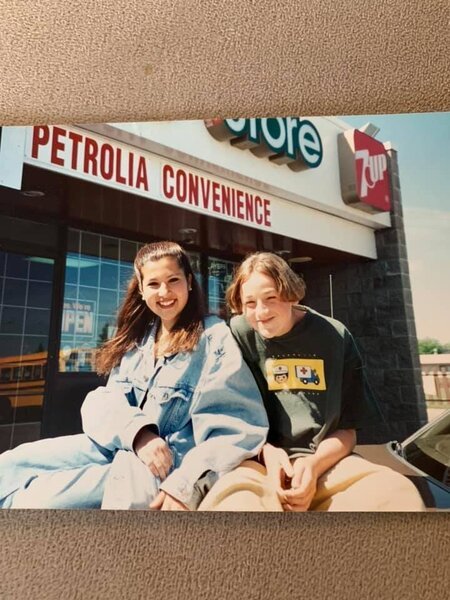 Store
PETROLIA CONVENIENCE
7UP
OPEN